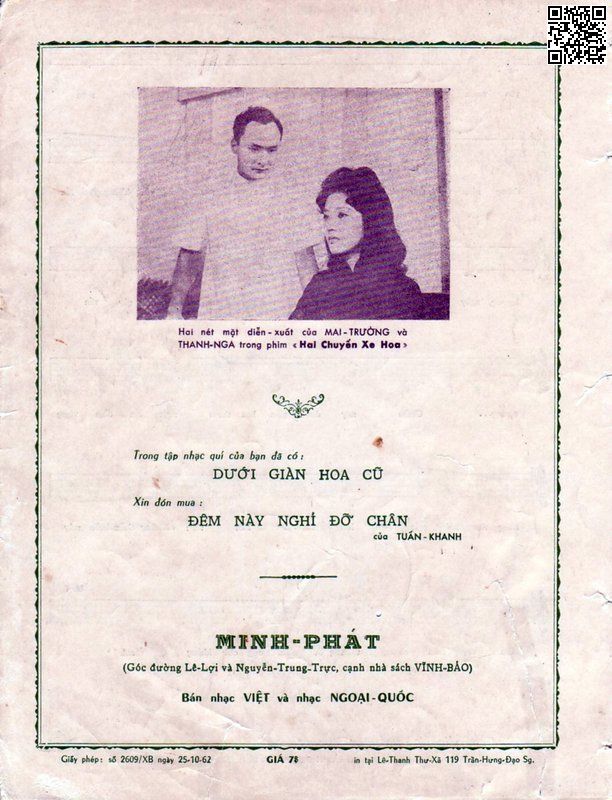 Hai nét mặt diễn-xuất của MAI-TRƯỜNG và
THANH-NGA trong phim < Hai Chuyến Xe Hoa >
Trong tập nhạc quí của bạn đã có :
DƯỚI GIÀN HOA CŨ
Xin đón mua :
ĐÊM NÀY NGHỈ ĐỠ CHÂN
của TUẤN-KHANH
MINH-PHÁT
(Góc đường Lê-Lợi và Nguyễn-Trung-Trực, cạnh nhà sách VĨNH-BẢO)
Bán nhạc VIỆT và nhạc NGOẠI-QUỐC
Giấy phép: số 2609/XB ngày 25-10-62 GIÁ 7$ in tại Lê-Thanh Thư-Xã 119 Trần-Hưng-Đạo Sg.